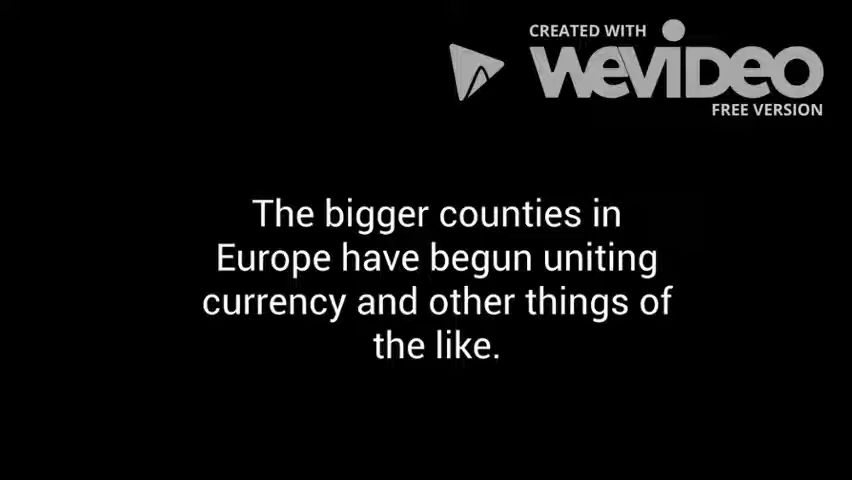 CREATED WITH
WEVIDEO
FREE VERSION
The bigger counties in
Europe have begun uniting
currency and other things of
the like.